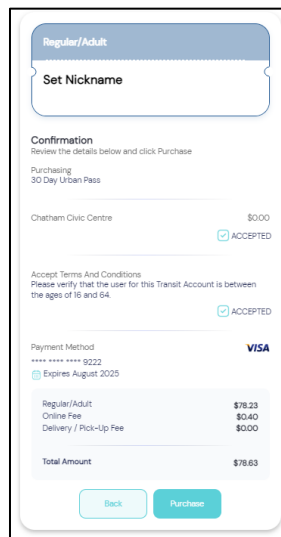 Regular/Adult
Set Nickname
Confirmation
Review the details below and click Purchase
Purchasing
30 Day Urban Pass
Chatham Civic Centre $0.00
ACCEPTED
Accept Terms And Conditions
Please verify that the user for this Transit Account is between
the ages of 16 and 64.
ACCEPTED
Payment Method VISA
**** **** **** 9222
Expires August 2025
Regular/Adult $78.23
Online Fee $0.40
Delivery / Pick-Up Fee $0.00
Total Amount $78.63
Back Purchase